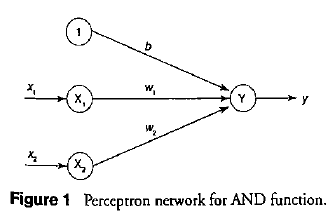 1
b
x₁
X₁
w₁
Y
y
w₂
x₂
X₂
Figure 1 Perceptron network for AND function.